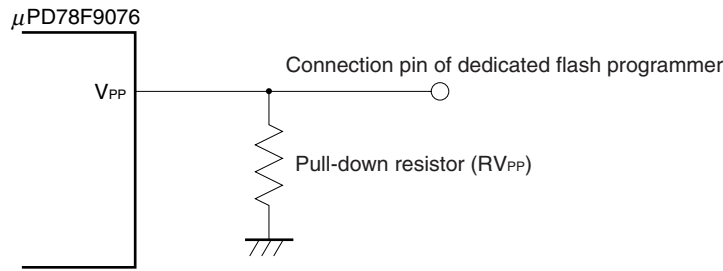 μPD78F9076
Connection pin of dedicated flash programmer
VPP
Pull-down resistor (RVPP)